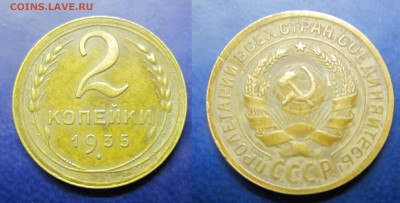 COINS.LAVE.RU
2
КОПЕЙКИ
1935
ПРОЛЕТАРИИ ВСЕХ СТРАН, СОЕДИНЯЙТЕСЬ!
СССР